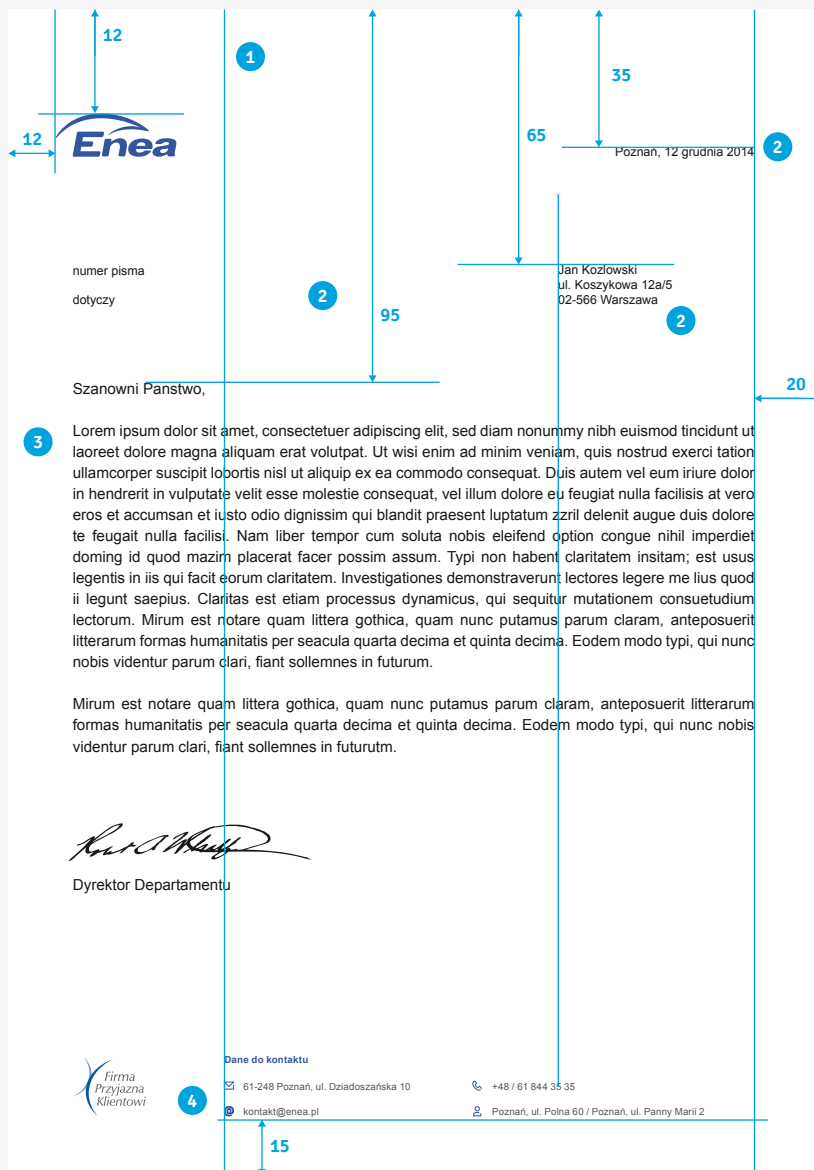 12
1
35
12
Enea
65
Poznań, 12 grudnia 2014
2
numer pisma
Jan Kozlowski
ul. Koszykowa 12a/5
dotyczy
2
02-566 Warszawa
95
2
20
Szanowni Panstwo,
3
Lorem ipsum dolor sit amet, consectetuer adipiscing elit, sed diam nonummy nibh euismod tincidunt ut
laoreet dolore magna aliquam erat volutpat. Ut wisi enim ad minim veniam, quis nostrud exerci tation
ullamcorper suscipit lobortis nisl ut aliquip ex ea commodo consequat. Duis autem vel eum iriure dolor
in hendrerit in vulputate velit esse molestie consequat, vel illum dolore eu feugiat nulla facilisis at vero
eros et accumsan et iusto odio dignissim qui blandit praesent luptatum zzril delenit augue duis dolore
te feugait nulla facilisi. Nam liber tempor cum soluta nobis eleifend option congue nihil imperdiet
doming id quod mazim placerat facer possim assum. Typi non habent claritatem insitam; est usus
legentis in iis qui facit eorum claritatem. Investigationes demonstraverunt lectores legere me lius quod
ii legunt saepius. Claritas est etiam processus dynamicus, qui sequitur mutationem consuetudium
lectorum. Mirum est notare quam littera gothica, quam nunc putamus parum claram, anteposuerit
litterarum formas humanitatis per seacula quarta decima et quinta decima. Eodem modo typi, qui nunc
nobis videntur parum clari, fiant sollemnes in futurum.
Mirum est notare quam littera gothica, quam nunc putamus parum claram, anteposuerit litterarum
formas humanitatis per seacula quarta decima et quinta decima. Eodem modo typi, qui nunc nobis
videntur parum clari, fiant sollemnes in futurutm.
Dyrektor Departamentu
Firma
Przyjazna
Klientowi
4
Dane do kontaktu
61-248 Poznań, ul. Dziadoszańska 10
+48 / 61 844 35 35
kontakt@enea.pl
Poznań, ul. Polna 60 / Poznań, ul. Panny Marii 2
15